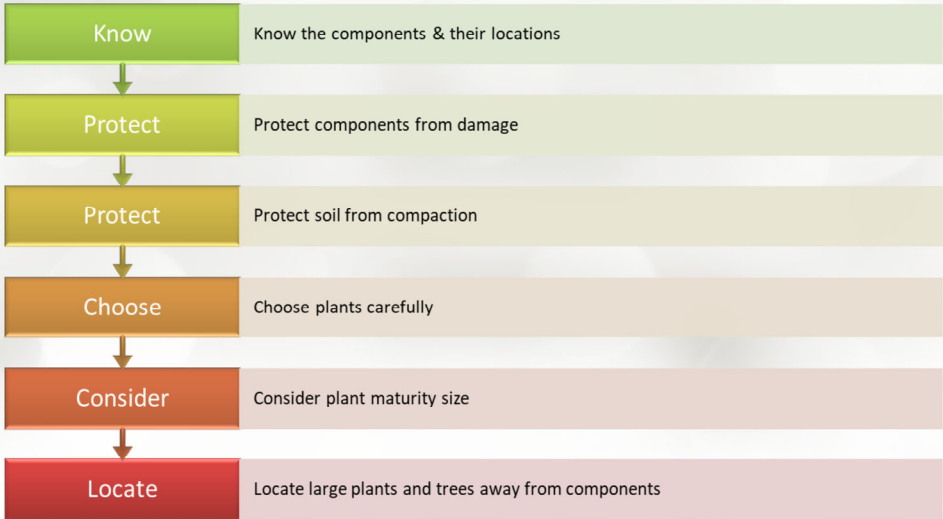 Know
Know the components & their locations
Protect
Protect components from damage
Protect
Protect soil from compaction
Choose
Choose plants carefully
Consider
Consider plant maturity size
Locate
Locate large plants and trees away from components